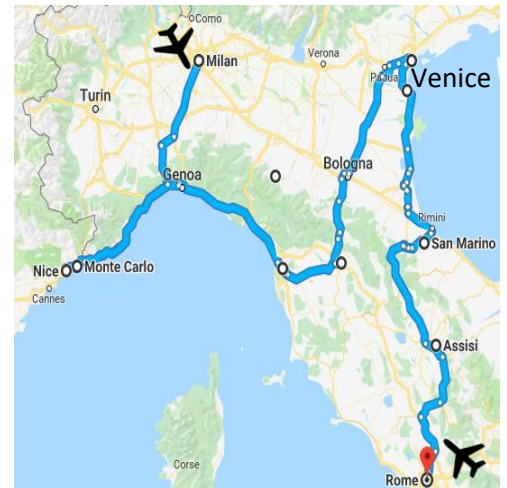 Como
Milan
Verona
Padua
Venice
Turin
Genoa
Bologna
Rimini
San Marino
Nice
Monte Carlo
Cannes
Assisi
Corse
Rome